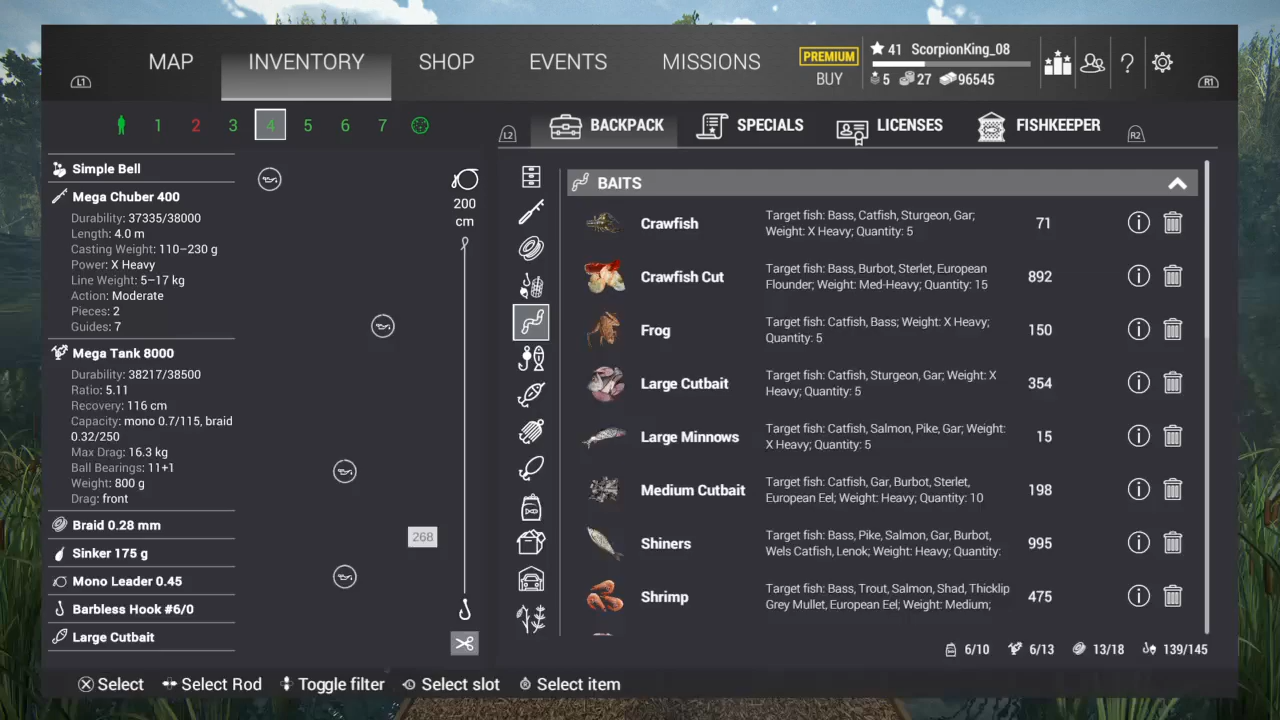 MAP
INVENTORY
SHOP
EVENTS
MISSIONS
PREMIUM
BUY
41 ScorpionKing_08
5 27 96545
?
L1
R1
1 2 3 4 5 6 7
L2
BACKPACK
SPECIALS
LICENSES
FISHKEEPER
R2
Simple Bell
Mega Chuber 400
Durability: 37335/38000
Length: 4.0 m
Casting Weight: 110–230 g
Power: X Heavy
Line Weight: 5–17 kg
Action: Moderate
Pieces: 2
Guides: 7
Mega Tank 8000
Durability: 38217/38500
Ratio: 5.11
Recovery: 116 cm
Capacity: mono 0.7/115, braid
0.32/250
Max Drag: 16.3 kg
Ball Bearings: 11+1
Weight: 800 g
Drag: front
Braid 0.28 mm
Sinker 175 g
Mono Leader 0.45
Barbless Hook #6/0
Large Cutbait
200
cm
268
BAITS
Crawfish
Target fish: Bass, Catfish, Sturgeon, Gar;
Weight: X Heavy; Quantity: 5
71
Crawfish Cut
Target fish: Bass, Burbot, Sterlet, European
Flounder; Weight: Med-Heavy; Quantity: 15
892
Frog
Target fish: Catfish, Bass; Weight: X Heavy;
Quantity: 5
150
Large Cutbait
Target fish: Catfish, Sturgeon, Gar; Weight: X
Heavy; Quantity: 5
354
Large Minnows
Target fish: Catfish, Salmon, Pike, Gar; Weight:
X Heavy; Quantity: 5
15
Medium Cutbait
Target fish: Catfish, Gar, Burbot, Sterlet,
European Eel; Weight: Heavy; Quantity: 10
198
Shiners
Target fish: Bass, Pike, Salmon, Gar, Burbot,
Wels Catfish, Lenok; Weight: Heavy; Quantity:
995
Shrimp
Target fish: Bass, Trout, Salmon, Shad, Thicklip
Grey Mullet, European Eel; Weight: Medium;
475
6/10 6/13 13/18 139/145
Select
Select Rod
Toggle filter
Select slot
Select item